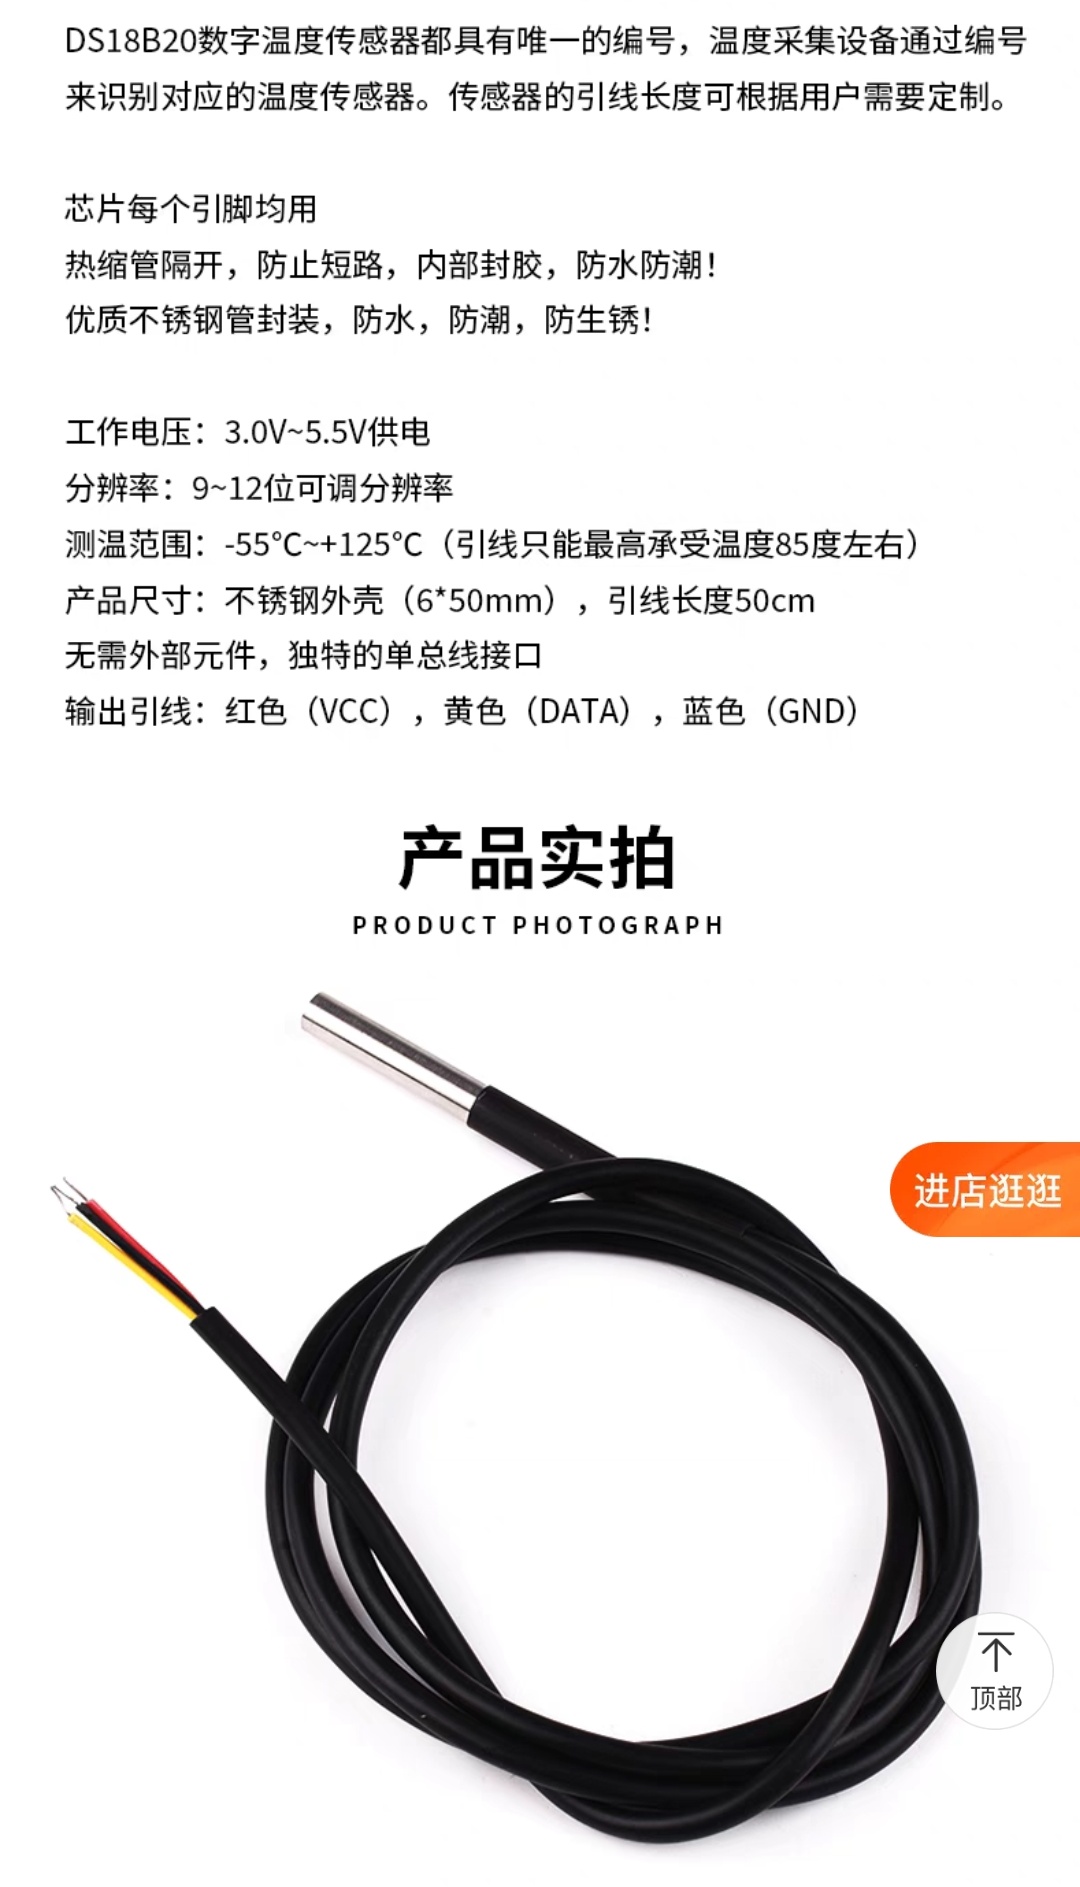 DS18B20数字温度传感器都具有唯一的编号，温度采集设备通过编号
来识别对应的温度传感器。传感器的引线长度可根据用户需要定制。
芯片每个引脚均用
热缩管隔开，防止短路，内部封胶，防水防潮！
优质不锈钢管封装，防水，防潮，防生锈！
工作电压：3.0V~5.5V供电
分辨率：9~12位可调分辨率
测温范围：-55℃~+125℃（引线只能最高承受温度85度左右）
产品尺寸：不锈钢外壳（6*50mm），引线长度50cm
无需外部元件，独特的单总线接口
输出引线：红色（VCC），黄色（DATA），蓝色（GND）
产品实拍
PRODUCT PHOTOGRAPH
进店逛逛
顶部